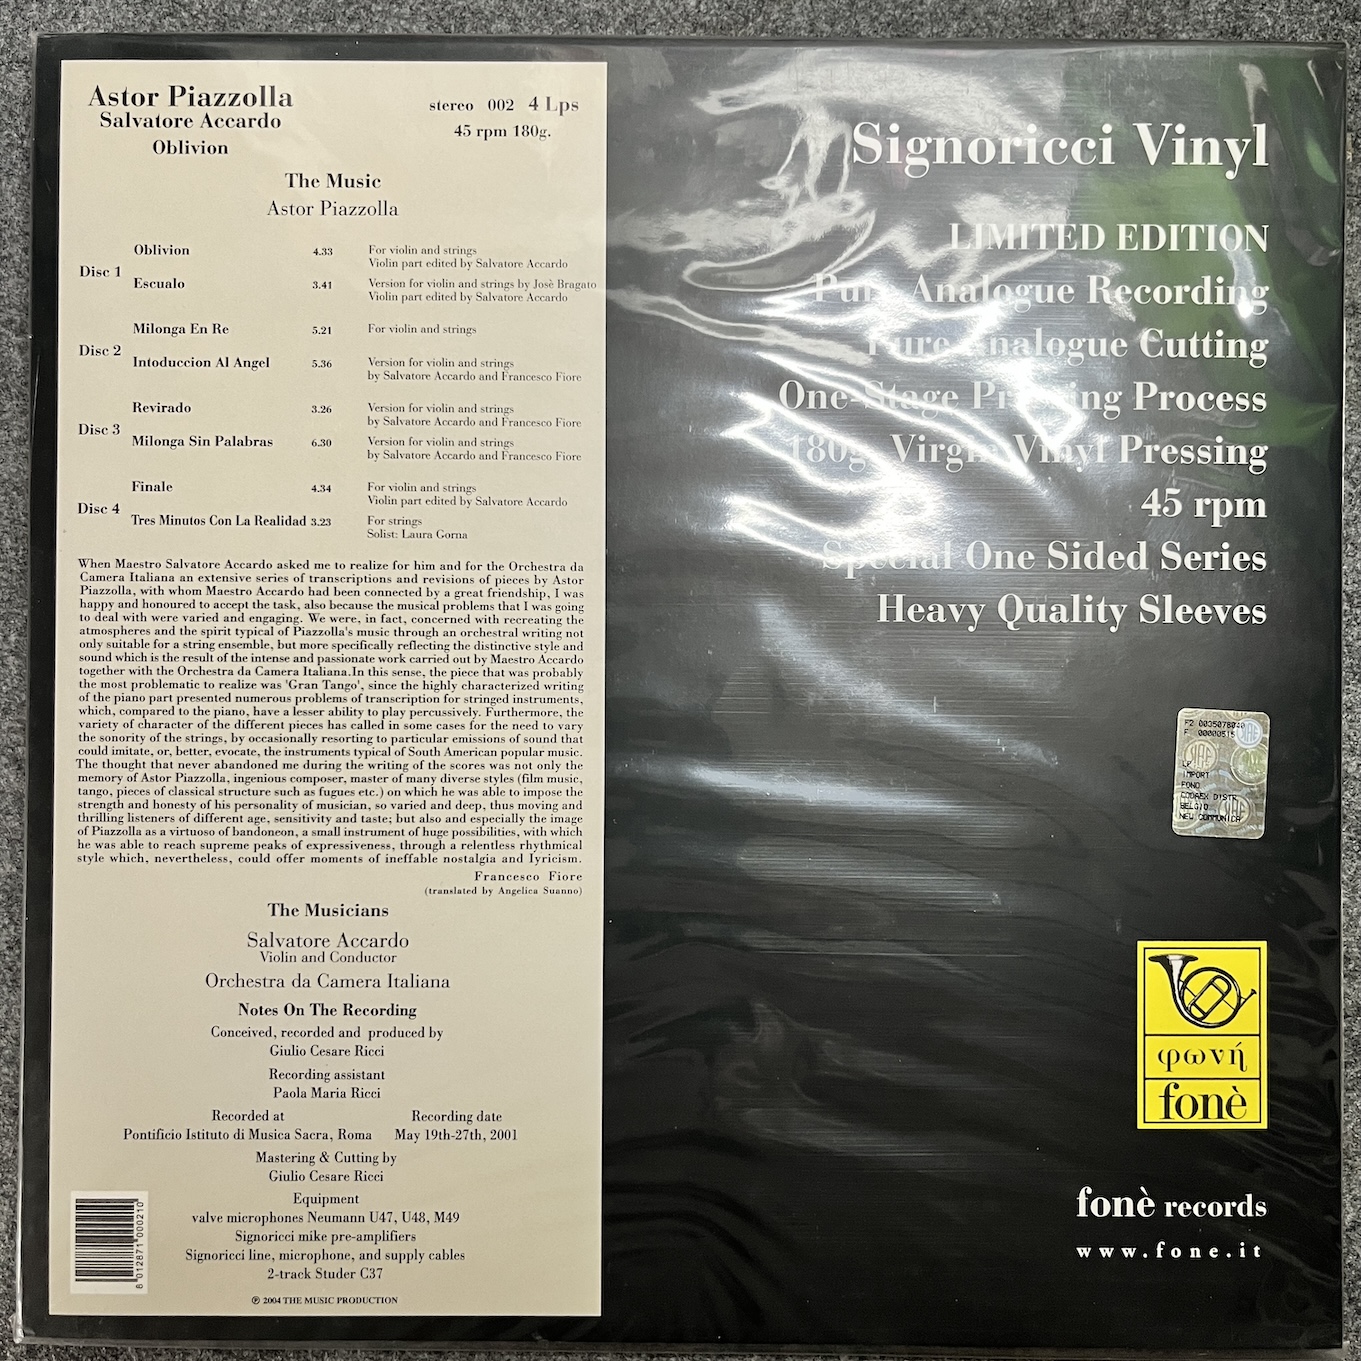 Astor Piazzolla
Salvatore Accardo
Oblivion
stereo 002 4 Lps
45 rpm 180g.
The Music
Astor Piazzolla
Disc 1
Oblivion 4.33 For violin and strings
Violin part edited by Salvatore Accardo
Escualo 3.41 Version for violin and strings by Josè Bragato
Violin part edited by Salvatore Accardo
Disc 2
Milonga En Re 5.21 For violin and strings
Intoduccion Al Angel 5.36 Version for violin and strings
by Salvatore Accardo and Francesco Fiore
Disc 3
Revirado 3.26 Version for violin and strings
by Salvatore Accardo and Francesco Fiore
Milonga Sin Palabras 6.30 Version for violin and strings
by Salvatore Accardo and Francesco Fiore
Disc 4
Finale 4.34 For violin and strings
Violin part edited by Salvatore Accardo
Tres Minutos Con La Realidad 3.23 For strings
Solist: Laura Gorna
When Maestro Salvatore Accardo asked me to realize for him and for the Orchestra da
Camera Italiana an extensive series of transcriptions and revisions of pieces by Astor
Piazzolla, with whom Maestro Accardo had been connected by a great friendship, I was
happy and honoured to accept the task, also because the musical problems that I was going
to deal with were varied and engaging. We were, in fact, concerned with recreating the
atmospheres and the spirit typical of Piazzolla's music through an orchestral writing not
only suitable for a string ensemble, but more specifically reflecting the distinctive style and
sound which is the result of the intense and passionate work carried out by Maestro Accardo
together with the Orchestra da Camera Italiana.In this sense, the piece that was probably
the most problematic to realize was 'Gran Tango', since the highly characterized writing
of the piano part presented numerous problems of transcription for stringed instruments,
which, compared to the piano, have a lesser ability to play percussively. Furthermore, the
variety of character of the different pieces has called in some cases for the need to vary
the sonority of the strings, by occasionally resorting to particular emissions of sound that
could imitate, or, better, evocate, the instruments typical of South American popular music.
The thought that never abandoned me during the writing of the scores was not only the
memory of Astor Piazzolla, ingenious composer, master of many diverse styles (film music,
tango, pieces of classical structure such as fugues etc.) on which he was able to impose the
strength and honesty of his personality of musician, so varied and deep, thus moving and
thrilling listeners of different age, sensitivity and taste; but also and especially the image
of Piazzolla as a virtuoso of bandoneon, a small instrument of huge possibilities, with which
he was able to reach supreme peaks of expressiveness, through a relentless rhythmical
style which, nevertheless, could offer moments of ineffable nostalgia and Iyricism.
Francesco Fiore
(translated by Angelica Suanno)
The Musicians
Salvatore Accardo
Violin and Conductor
Orchestra da Camera Italiana
Notes On The Recording
Conceived, recorded and produced by
Giulio Cesare Ricci
Recording assistant
Paola Maria Ricci
Recorded at Recording date
Pontificio Istituto di Musica Sacra, Roma May 19th-27th, 2001
Mastering & Cutting by
Giulio Cesare Ricci
Equipment
valve microphones Neumann U47, U48, M49
Signoricci mike pre-amplifiers
Signoricci line, microphone, and supply cables
2-track Studer C37
℗ 2004 THE MUSIC PRODUCTION
8 012871 000210
Signoricci Vinyl
LIMITED EDITION
Pure Analogue Recording
Pure Analogue Cutting
One-Stage Pressing Process
180g. Virgin Vinyl Pressing
45 rpm
Special One Sided Series
Heavy Quality Sleeves
F 00000515
LP
IMPORT
FONO
CODAEX DISTR
BELGIO
NEW COMMUNICA
φωνή
fonè
fonè records
www.fone.it